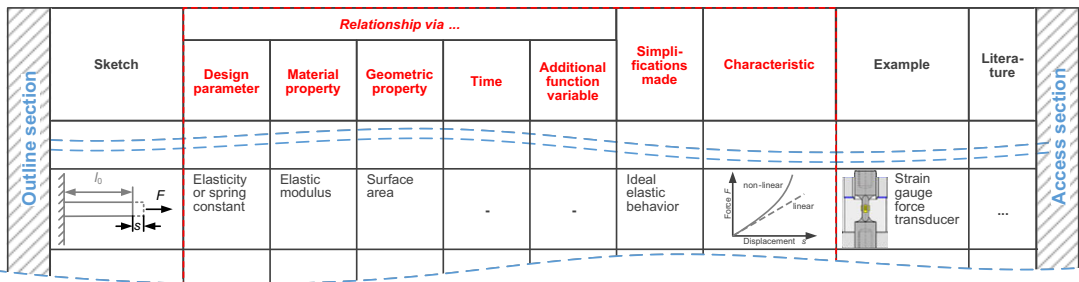 Outline section
Sketch
Relationship via ...
Design
parameter
Material
property
Geometric
property
Time
Additional
function
variable
Simpli-
fications
made
Characteristic
Example
Litera-
ture
Access section
l0
F
s
Elasticity
or spring
constant
Elastic
modulus
Surface
area
-
-
Ideal
elastic
behavior
Force F
non-linear
linear
Displacement s
Strain
gauge
force
transducer
...